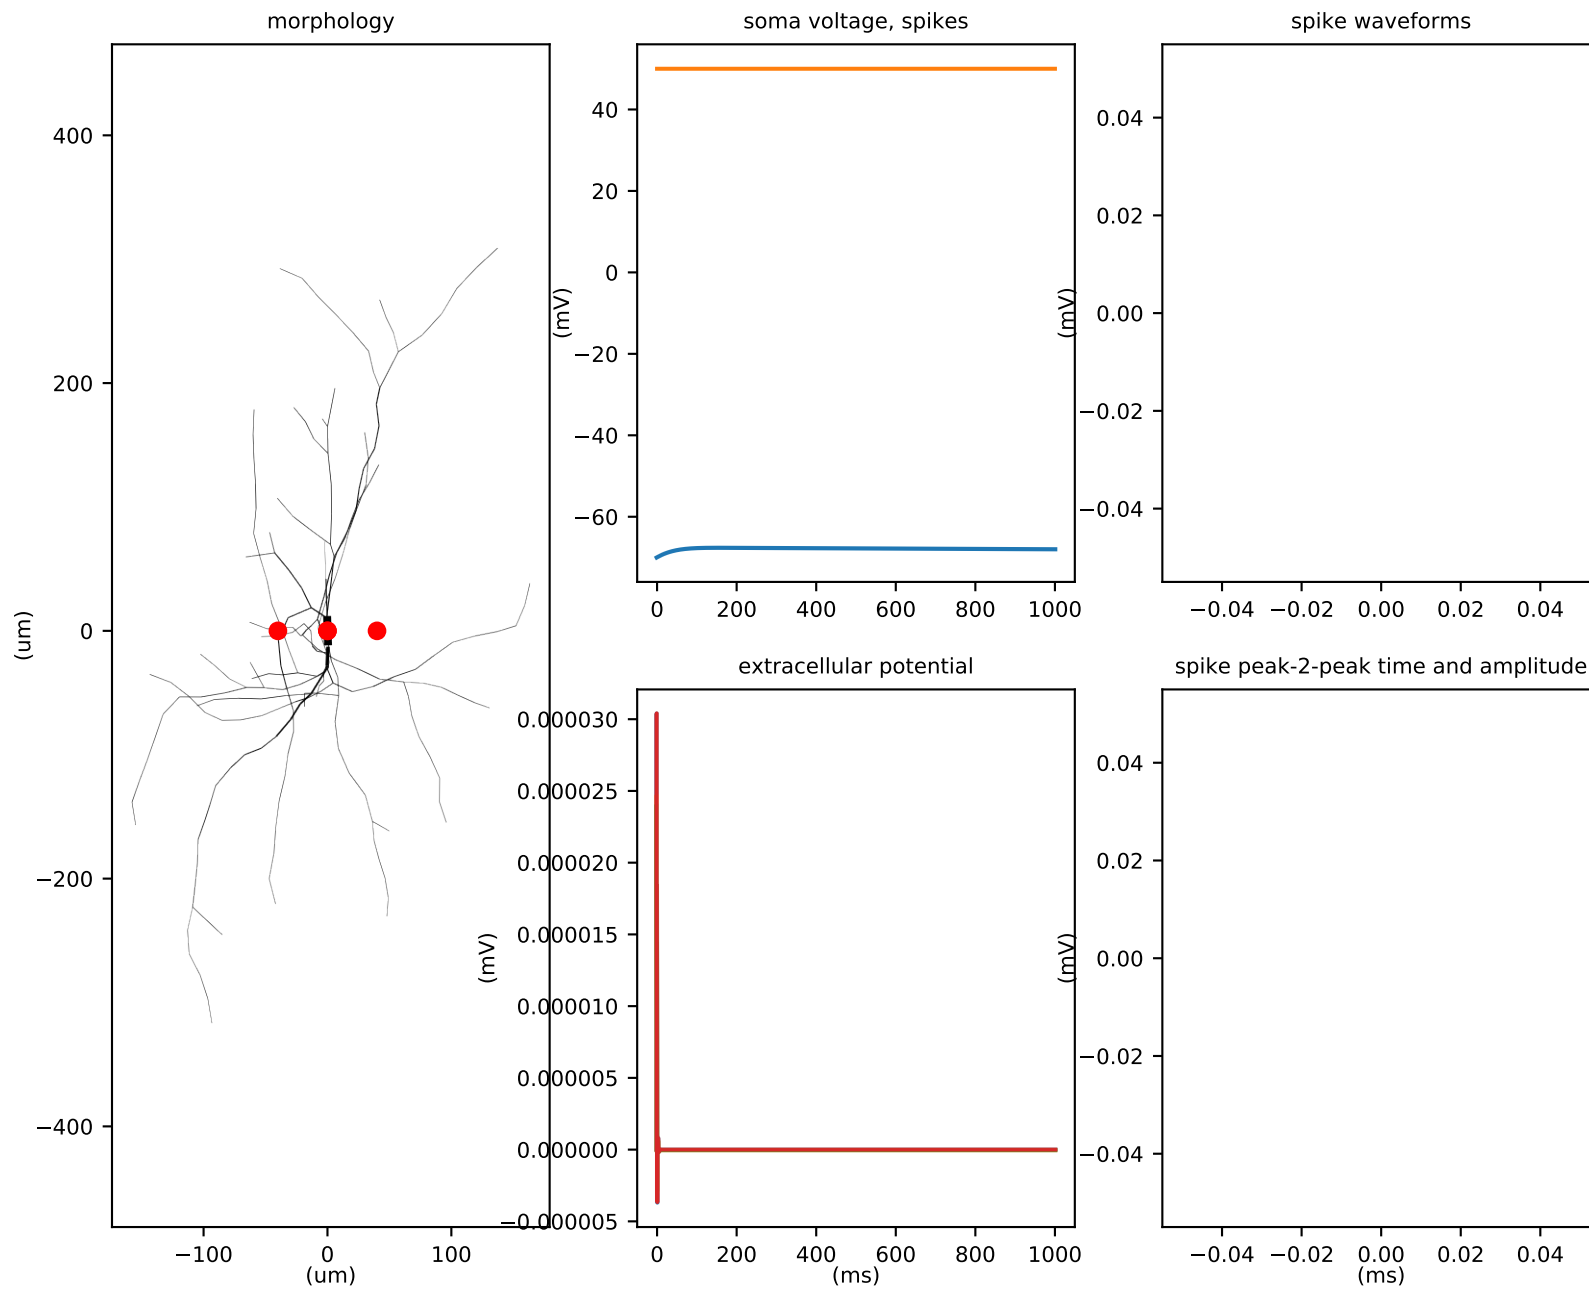 morphology
400
200
0
−200
−400
(um)
−100 0 100
(um)
soma voltage, spikes
40
20
0
−20
−40
−60
(mV)
0 200 400 600 800 1000
spike waveforms
0.04
0.02
0.00
−0.02
−0.04
(mV)
−0.04 −0.02 0.00 0.02 0.04
extracellular potential
0.000030
0.000025
0.000020
0.000015
0.000010
0.000005
0.000000
−0.000005
(mV)
0 200 400 600 800 1000
(ms)
spike peak-2-peak time and amplitude
0.04
0.02
0.00
−0.02
−0.04
(mV)
−0.04 −0.02 0.00 0.02 0.04
(ms)